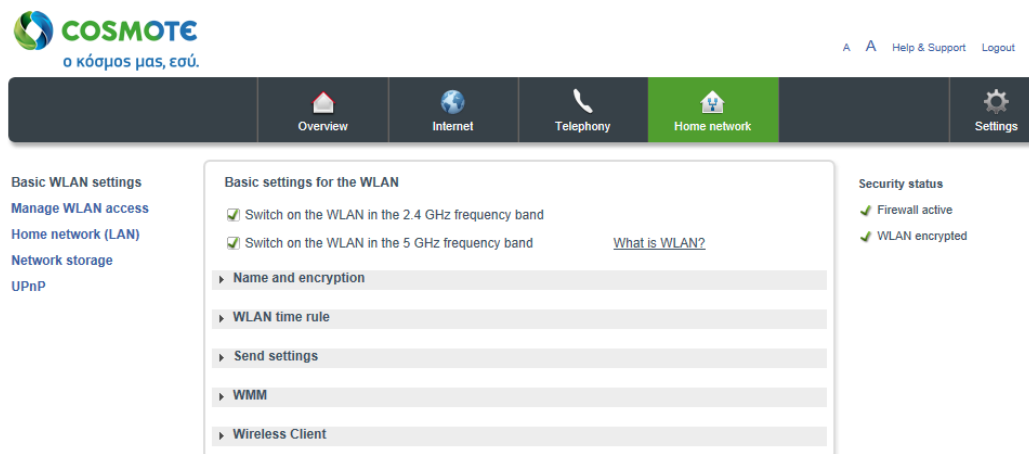 COSMOTE
ο κόσμος μας, εσύ.
A A Help & Support Logout
Overview Internet Telephony Home network Settings
Basic WLAN settings
Manage WLAN access
Home network (LAN)
Network storage
UPnP
Basic settings for the WLAN
Switch on the WLAN in the 2.4 GHz frequency band
Switch on the WLAN in the 5 GHz frequency band What is WLAN?
Name and encryption
WLAN time rule
Send settings
WMM
Wireless Client
Security status
Firewall active
WLAN encrypted